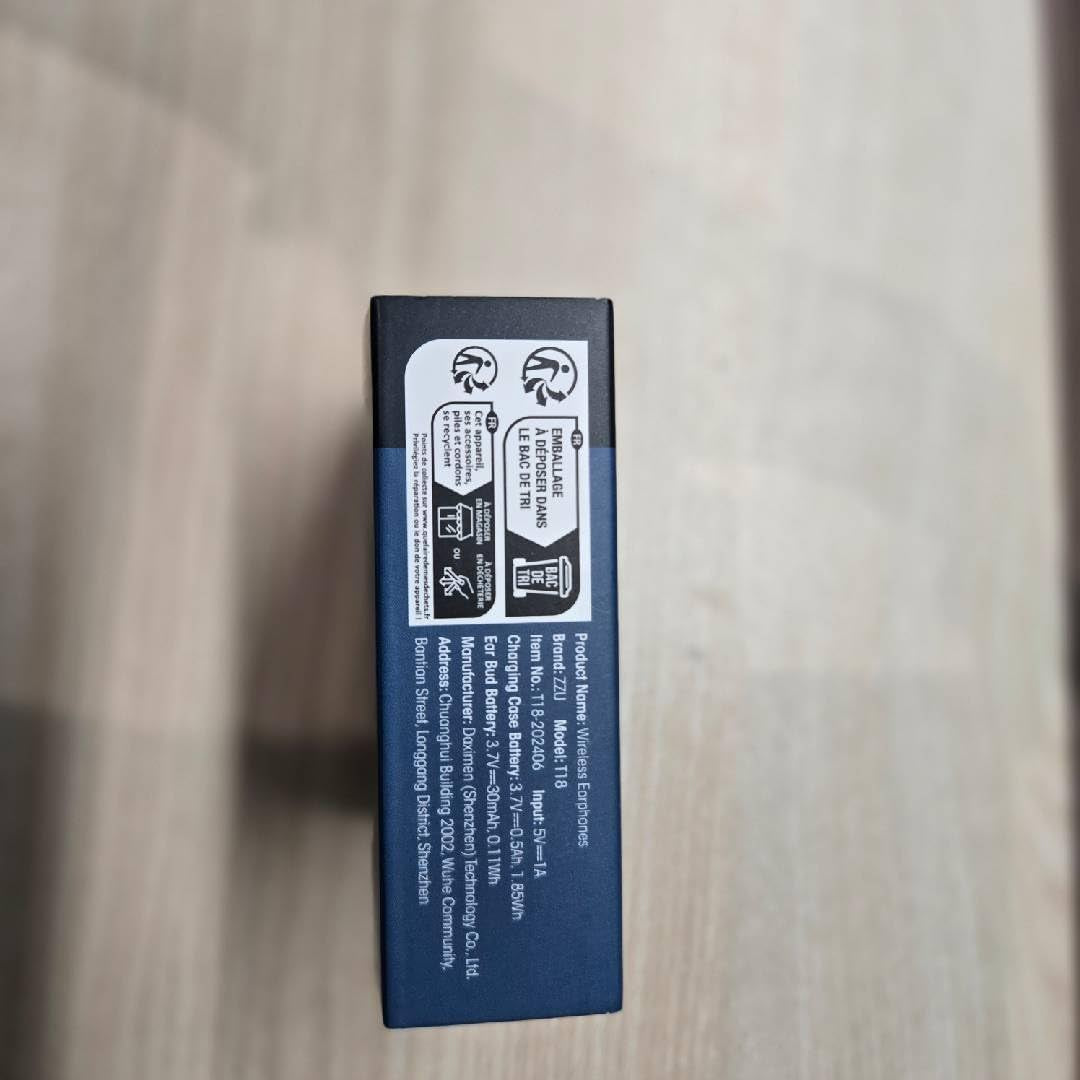 FR
EMBALLAGE
À DÉPOSER DANS
LE BAC DE TRI
BAC
DE
TRI
FR
Cet appareil,
ses accessoires,
piles et cordons
se recyclent
À DÉPOSER
EN MAGASIN
OU
À DÉPOSER
EN DÉCHÈTERIE
Points de collecte sur www.quefairedemesdechets.fr
Privilégiez la réparation ou le don de votre appareil !
Product Name: Wireless Earphones
Brand: ZZU Model: T18
Item No.: T18-202406 Input: 5V⎓1A
Charging Case Battery: 3.7V⎓0.5Ah, 1.85Wh
Ear Bud Battery: 3.7V⎓30mAh, 0.11Wh
Manufacturer: Daximen (Shenzhen) Technology Co., Ltd.
Address: Chuanghui Building 2002, Wuhe Community,
Bantian Street, Longgang District, Shenzhen